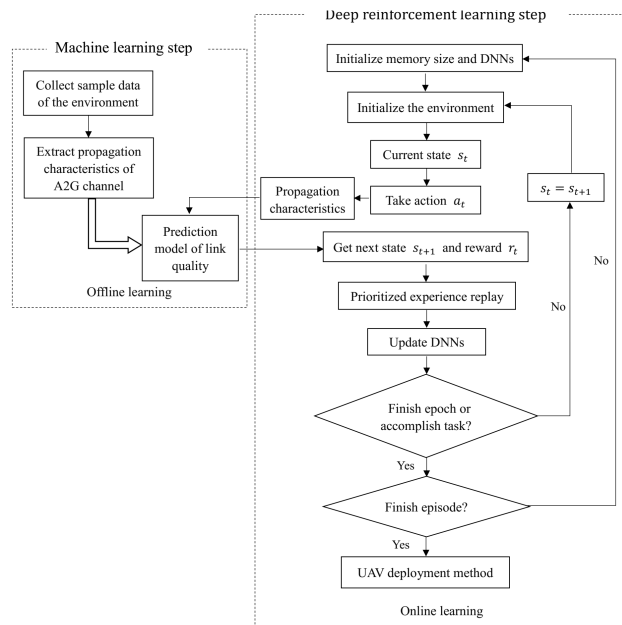 Deep reinforcement learning step
Machine learning step
Collect sample data
of the environment
Extract propagation
characteristics of
A2G channel
Prediction
model of link
quality
Offline learning
Propagation
characteristics
Initialize memory size and DNNs
Initialize the environment
Current state s_t
Take action a_t
s_t = s_{t+1}
Get next state s_{t+1} and reward r_t
Prioritized experience replay
Update DNNs
Finish epoch or
accomplish task?
No
No
Yes
Finish episode?
Yes
UAV deployment method
Online learning